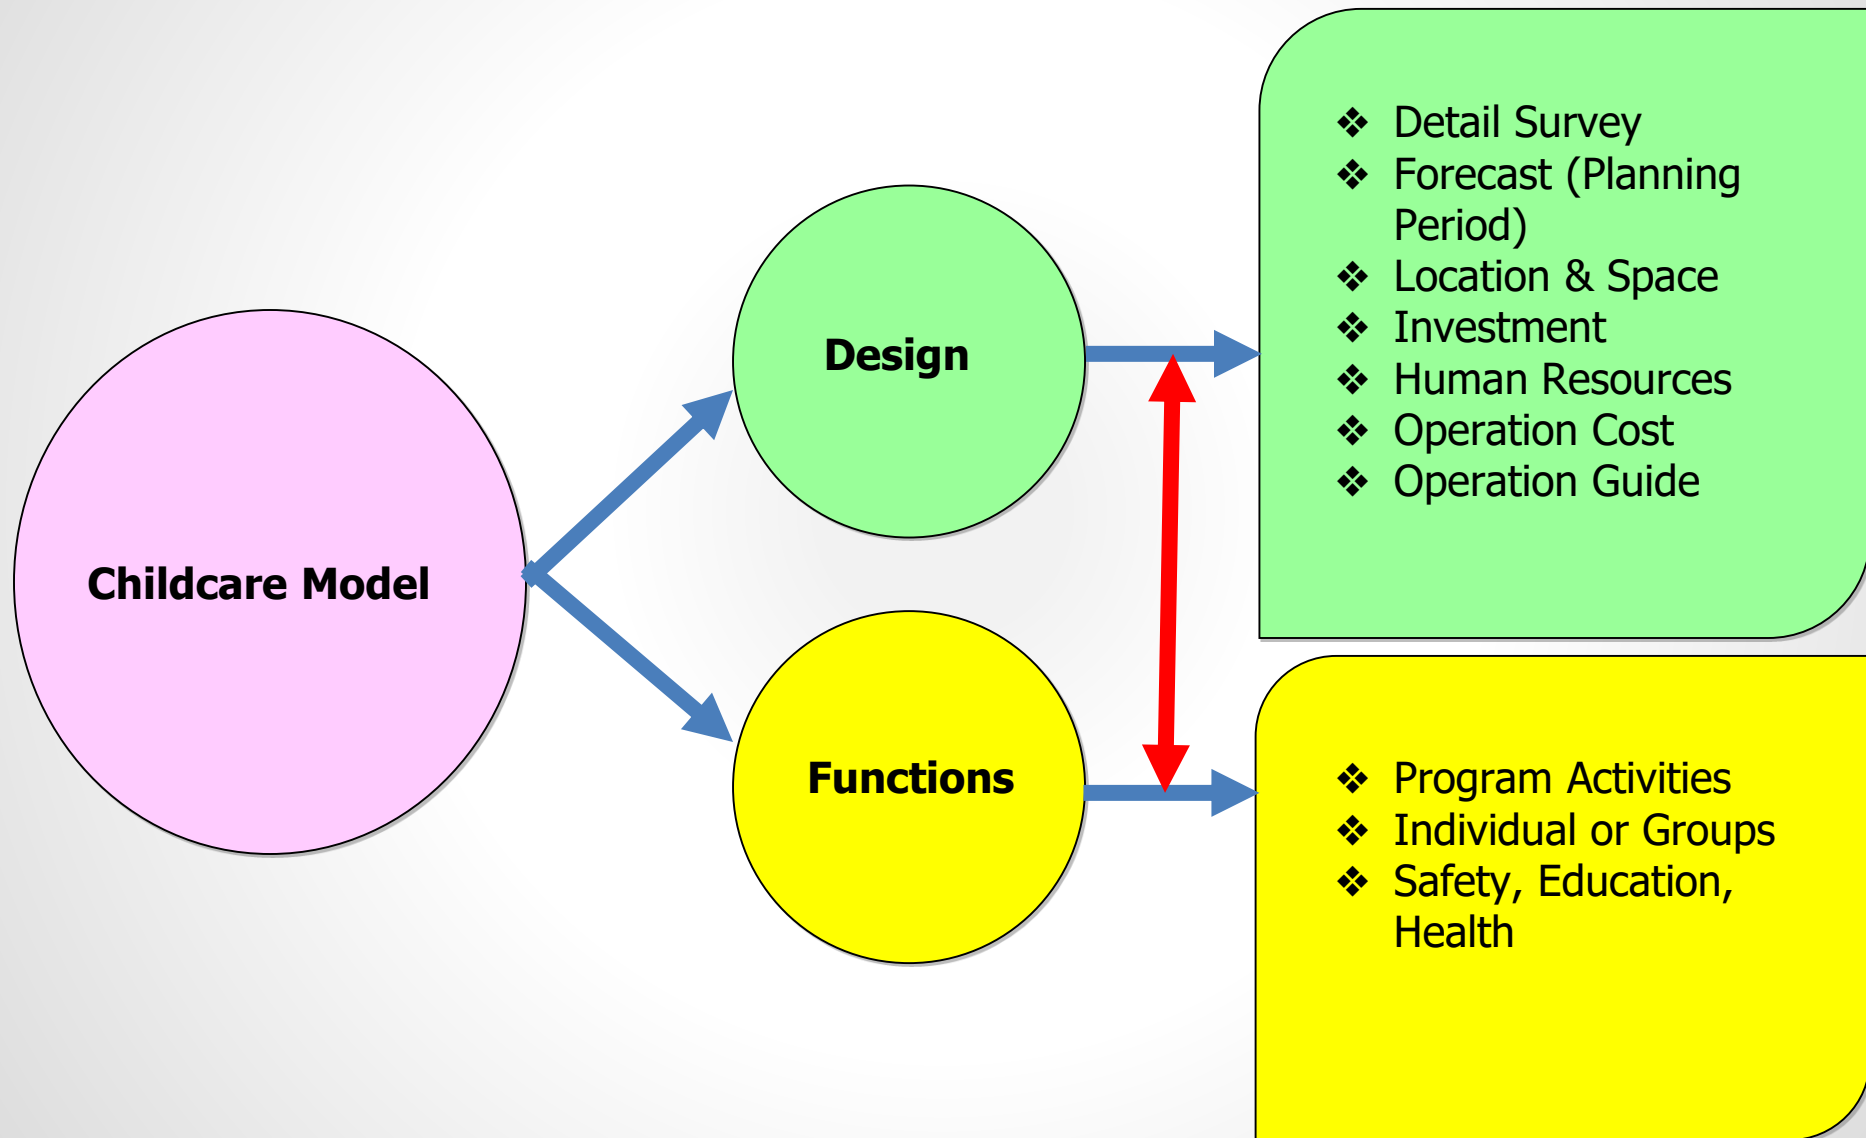 Childcare Model
Design
Functions
❖ Detail Survey
❖ Forecast (Planning
Period)
❖ Location & Space
❖ Investment
❖ Human Resources
❖ Operation Cost
❖ Operation Guide
❖ Program Activities
❖ Individual or Groups
❖ Safety, Education,
Health